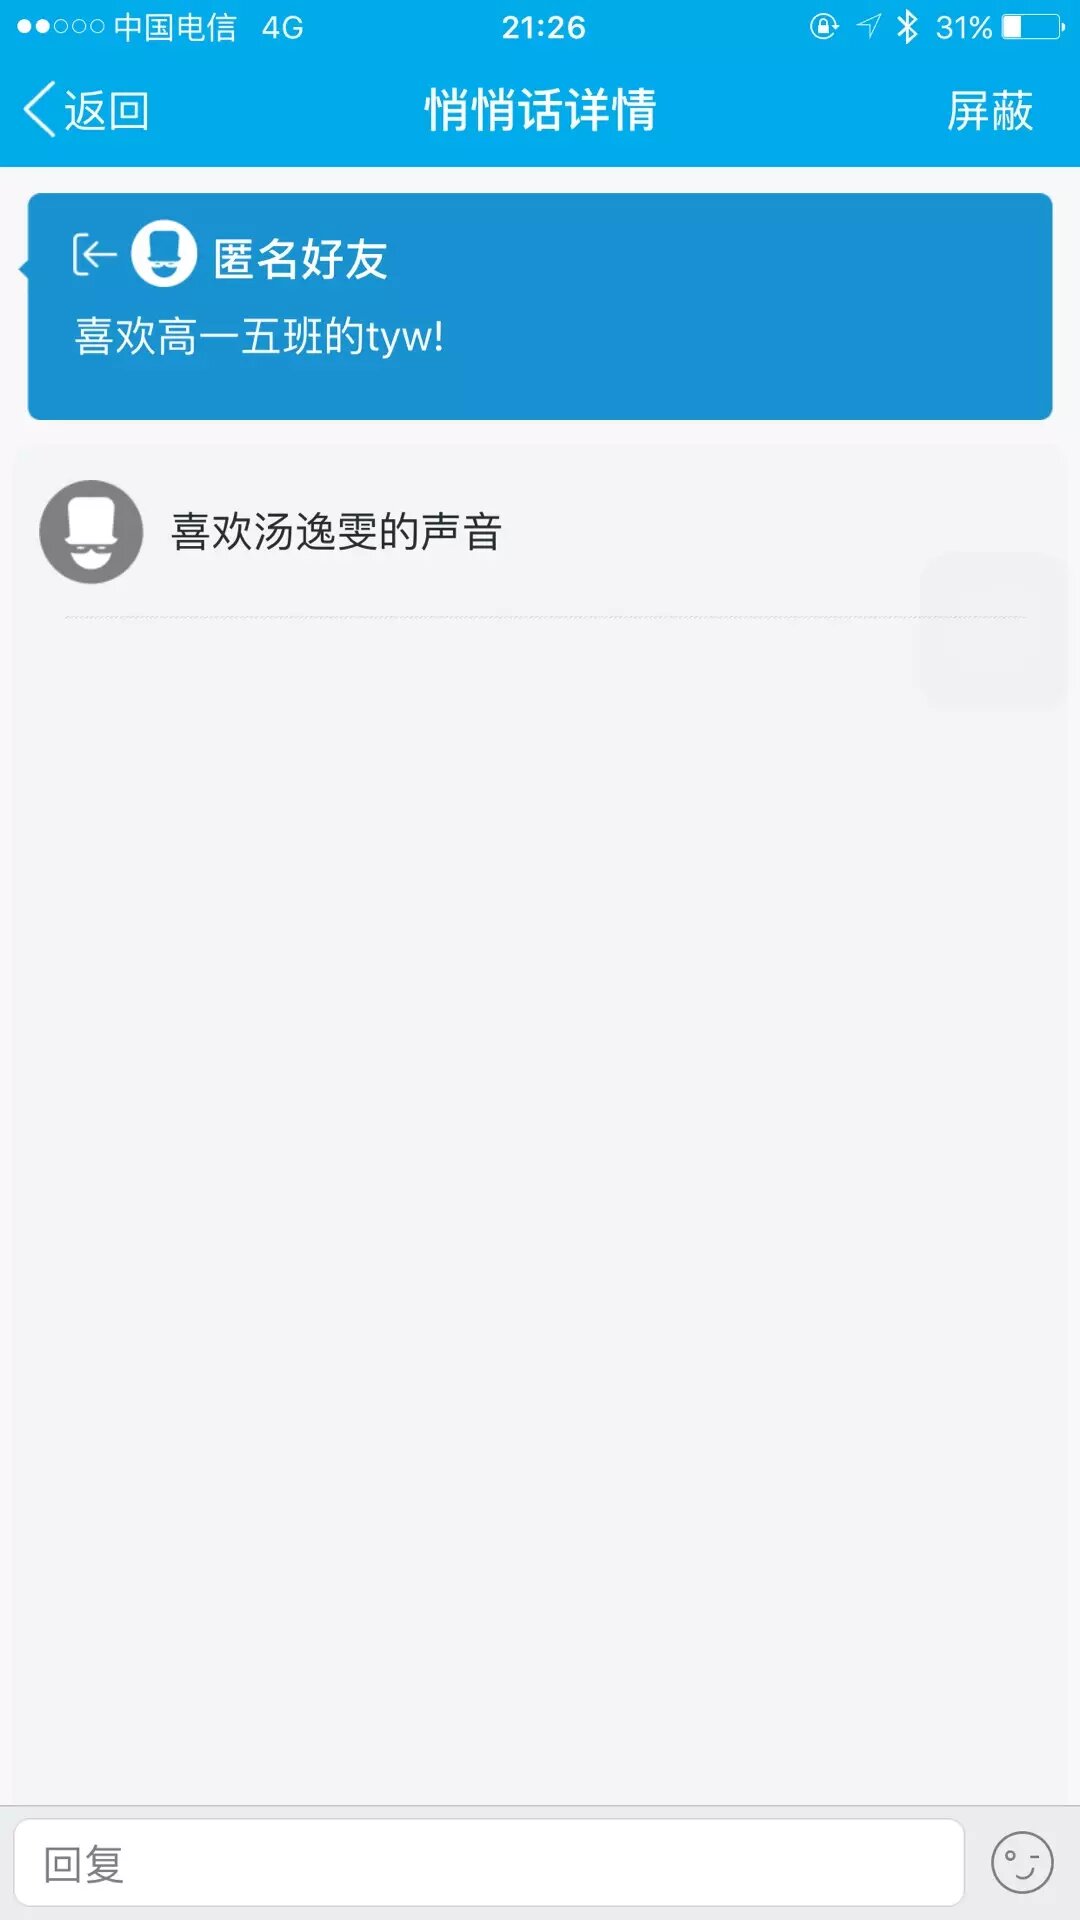 中国电信 4G 21:26 31%
返回 悄悄话详情 屏蔽
匿名好友
喜欢高一五班的tyw!
喜欢汤逸雯的声音
回复